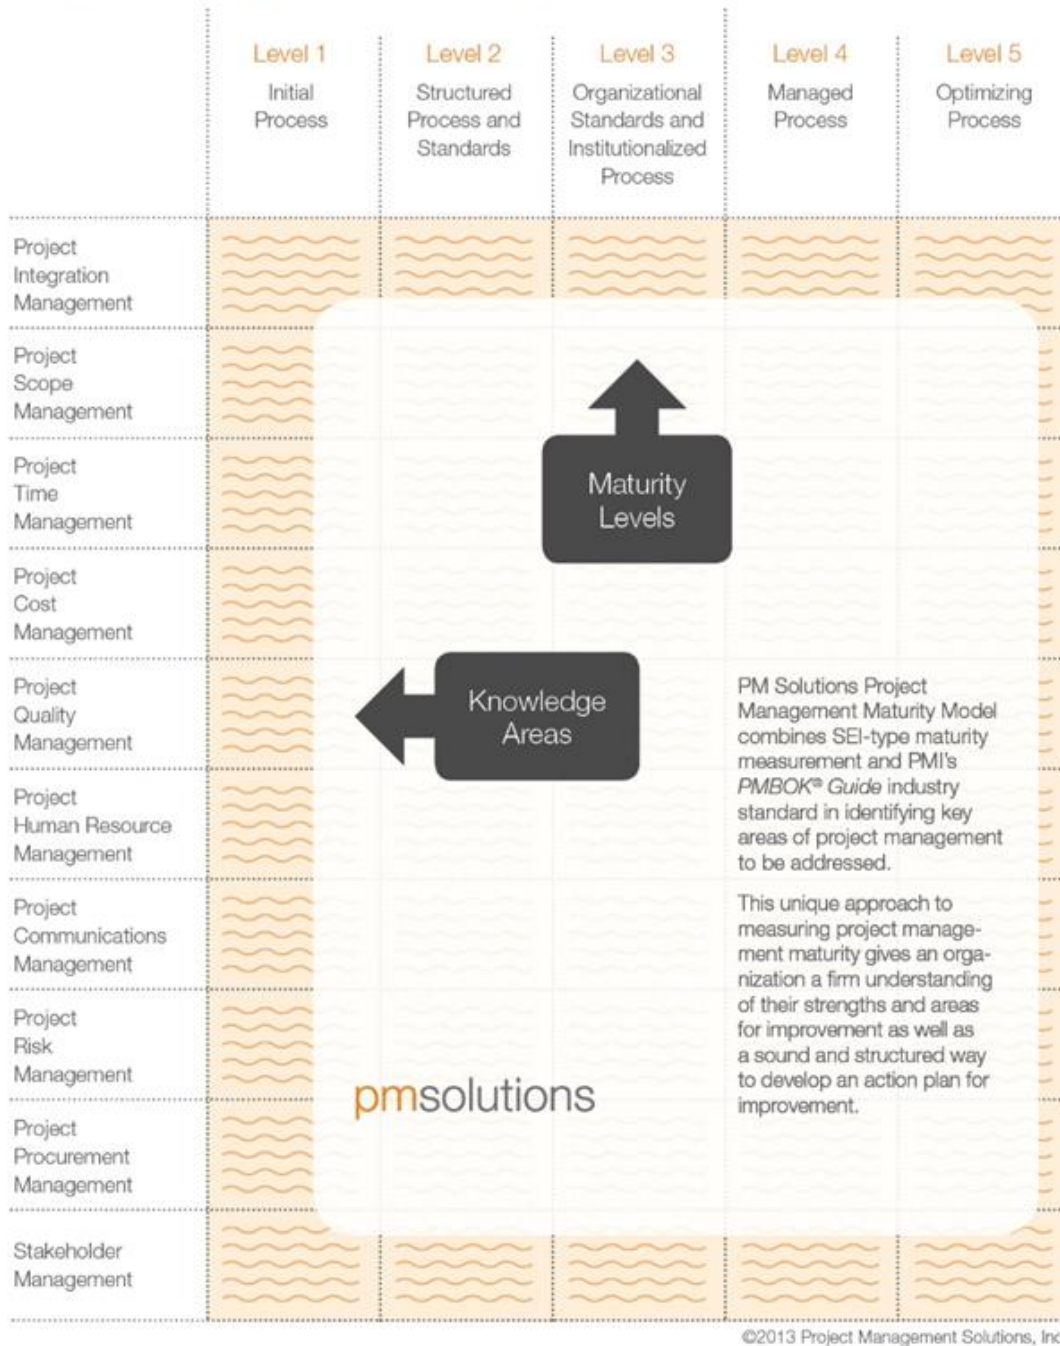 Level 1
Initial
Process
Level 2
Structured
Process and
Standards
Level 3
Organizational
Standards and
Institutionalized
Process
Level 4
Managed
Process
Level 5
Optimizing
Process
Project
Integration
Management
Project
Scope
Management
Project
Time
Management
Project
Cost
Management
Project
Quality
Management
Project
Human Resource
Management
Project
Communications
Management
Project
Risk
Management
Project
Procurement
Management
Stakeholder
Management
Maturity
Levels
Knowledge
Areas
PM Solutions Project
Management Maturity Model
combines SEI-type maturity
measurement and PMI's
PMBOK® Guide industry
standard in identifying key
areas of project management
to be addressed.
This unique approach to
measuring project manage-
ment maturity gives an orga-
nization a firm understanding
of their strengths and areas
for improvement as well as
a sound and structured way
to develop an action plan for
improvement.
pmsolutions
©2013 Project Management Solutions, Inc